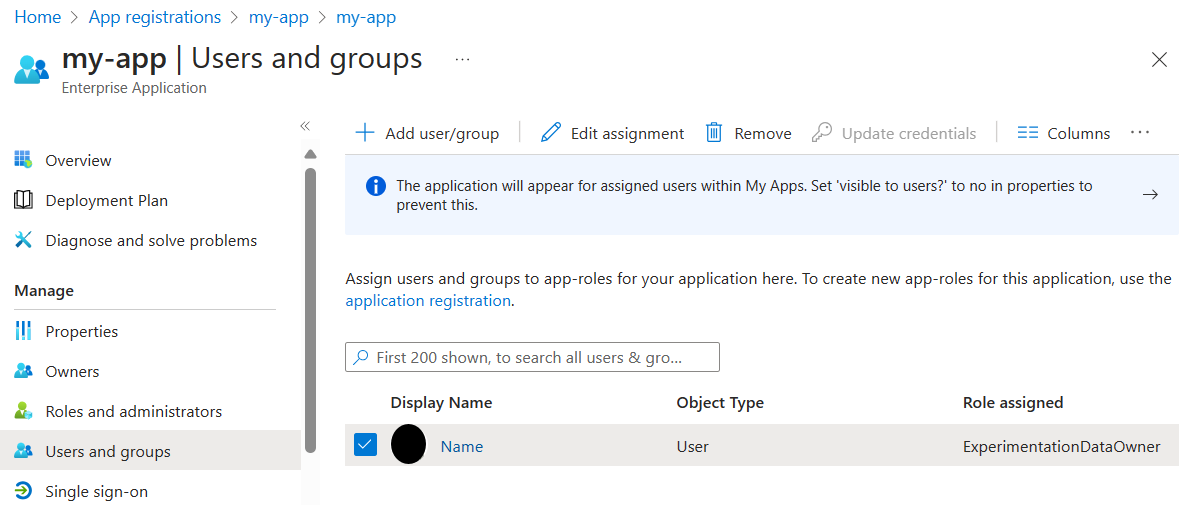 Home > App registrations > my-app > my-app
my-app | Users and groups ...
Enterprise Application
«
Overview
Deployment Plan
Diagnose and solve problems
Manage
Properties
Owners
Roles and administrators
Users and groups
Single sign-on
Add user/group
Edit assignment
Remove
Update credentials
Columns
...
The application will appear for assigned users within My Apps. Set 'visible to users?' to no in properties to
prevent this.
Assign users and groups to app-roles for your application here. To create new app-roles for this application, use the
application registration.
First 200 shown, to search all users & gro...
Display Name Object Type Role assigned
Name User ExperimentationDataOwner